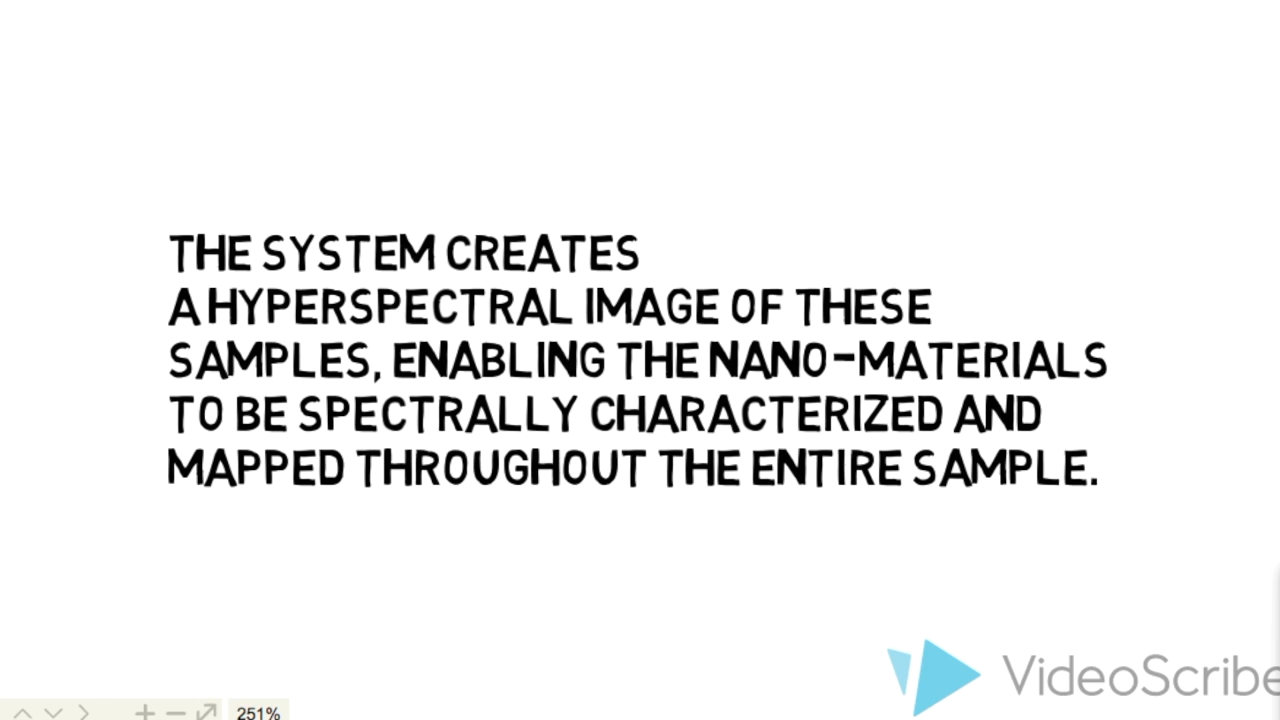 THE SYSTEM CREATES
A HYPERSPECTRAL IMAGE OF THESE
SAMPLES, ENABLING THE NANO-MATERIALS
TO BE SPECTRALLY CHARACTERIZED AND
MAPPED THROUGHOUT THE ENTIRE SAMPLE.
VideoScribe
251%